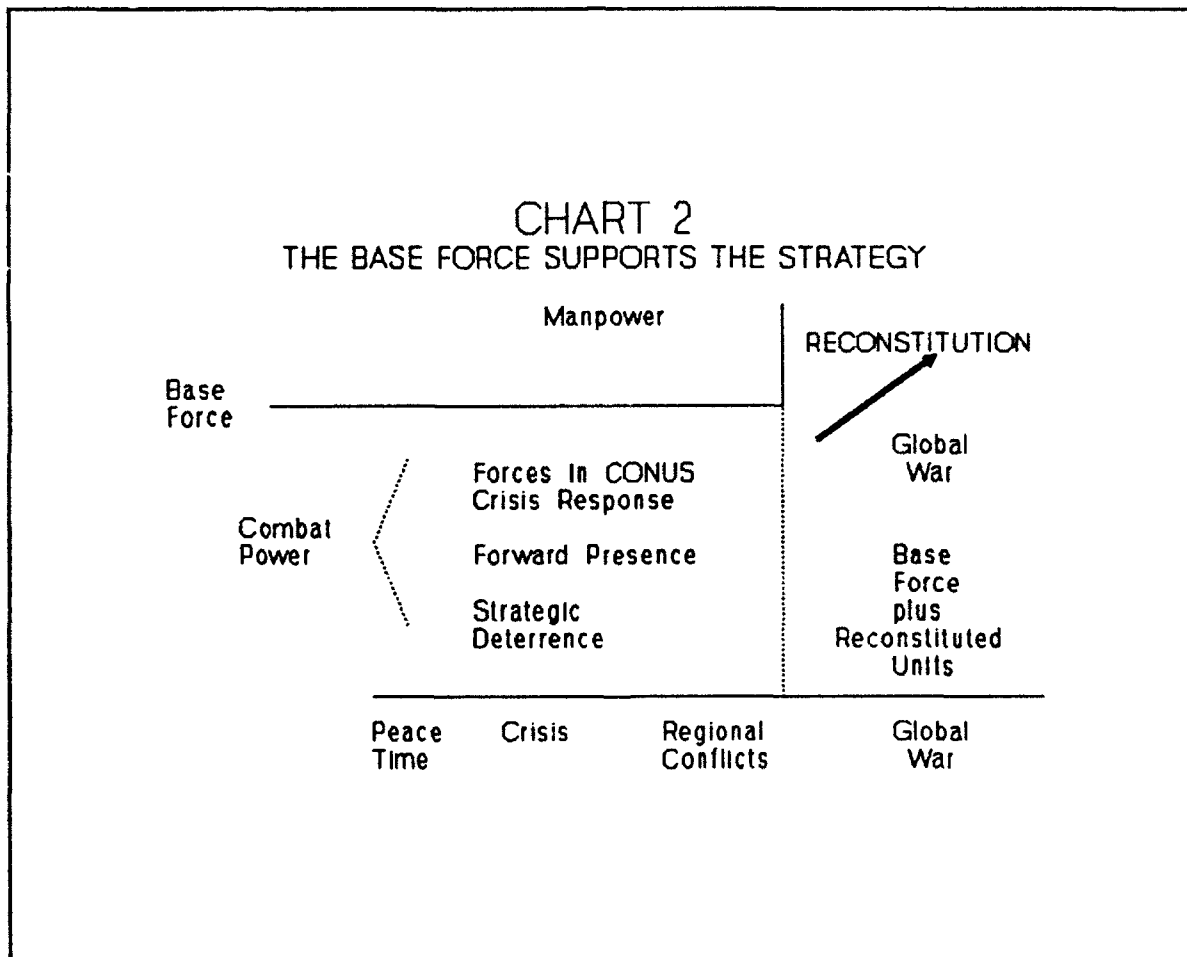 CHART 2
THE BASE FORCE SUPPORTS THE STRATEGY
Manpower
RECONSTITUTION
Base
Force
Global
War
Forces In CONUS
Crisis Response
Combat
Power
Forward Presence
Strategic
Deterrence
Base
Force
plus
Reconstituted
Units
Peace
Time
Crisis
Regional
Conflicts
Global
War